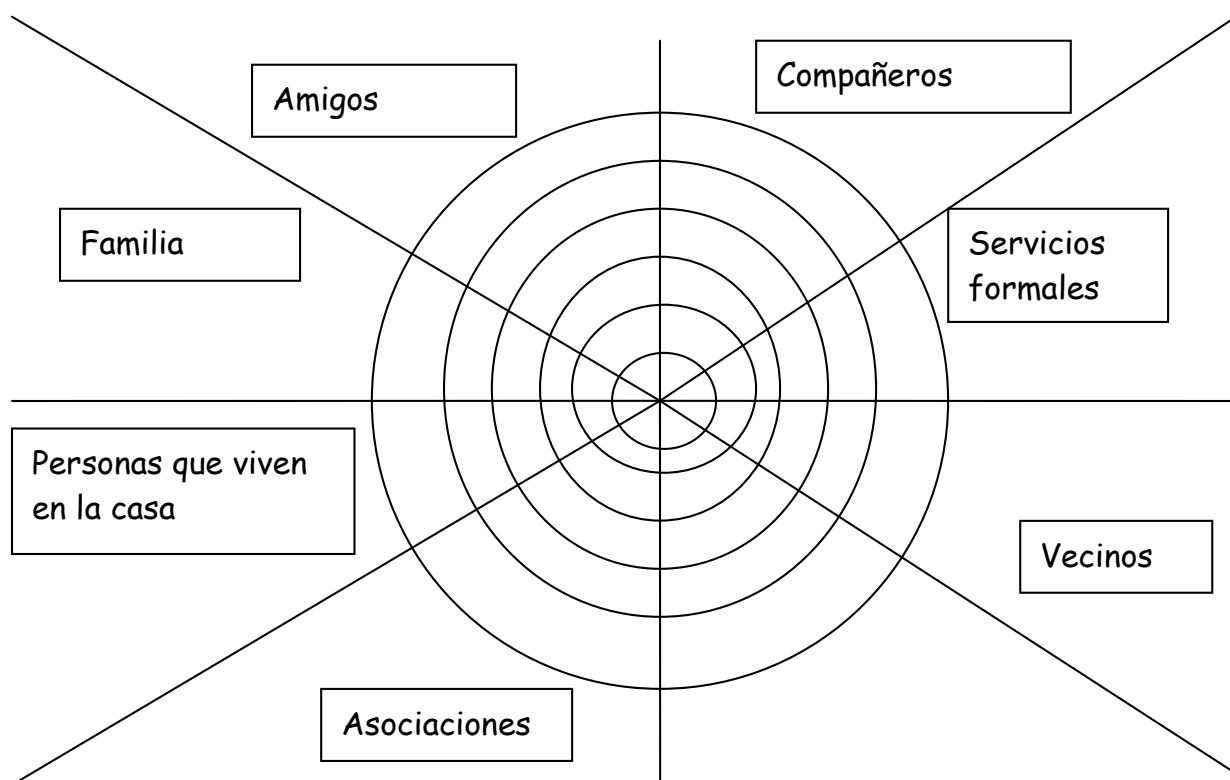 Amigos
Compañeros
Familia
Servicios
formales
Personas que viven
en la casa
Vecinos
Asociaciones